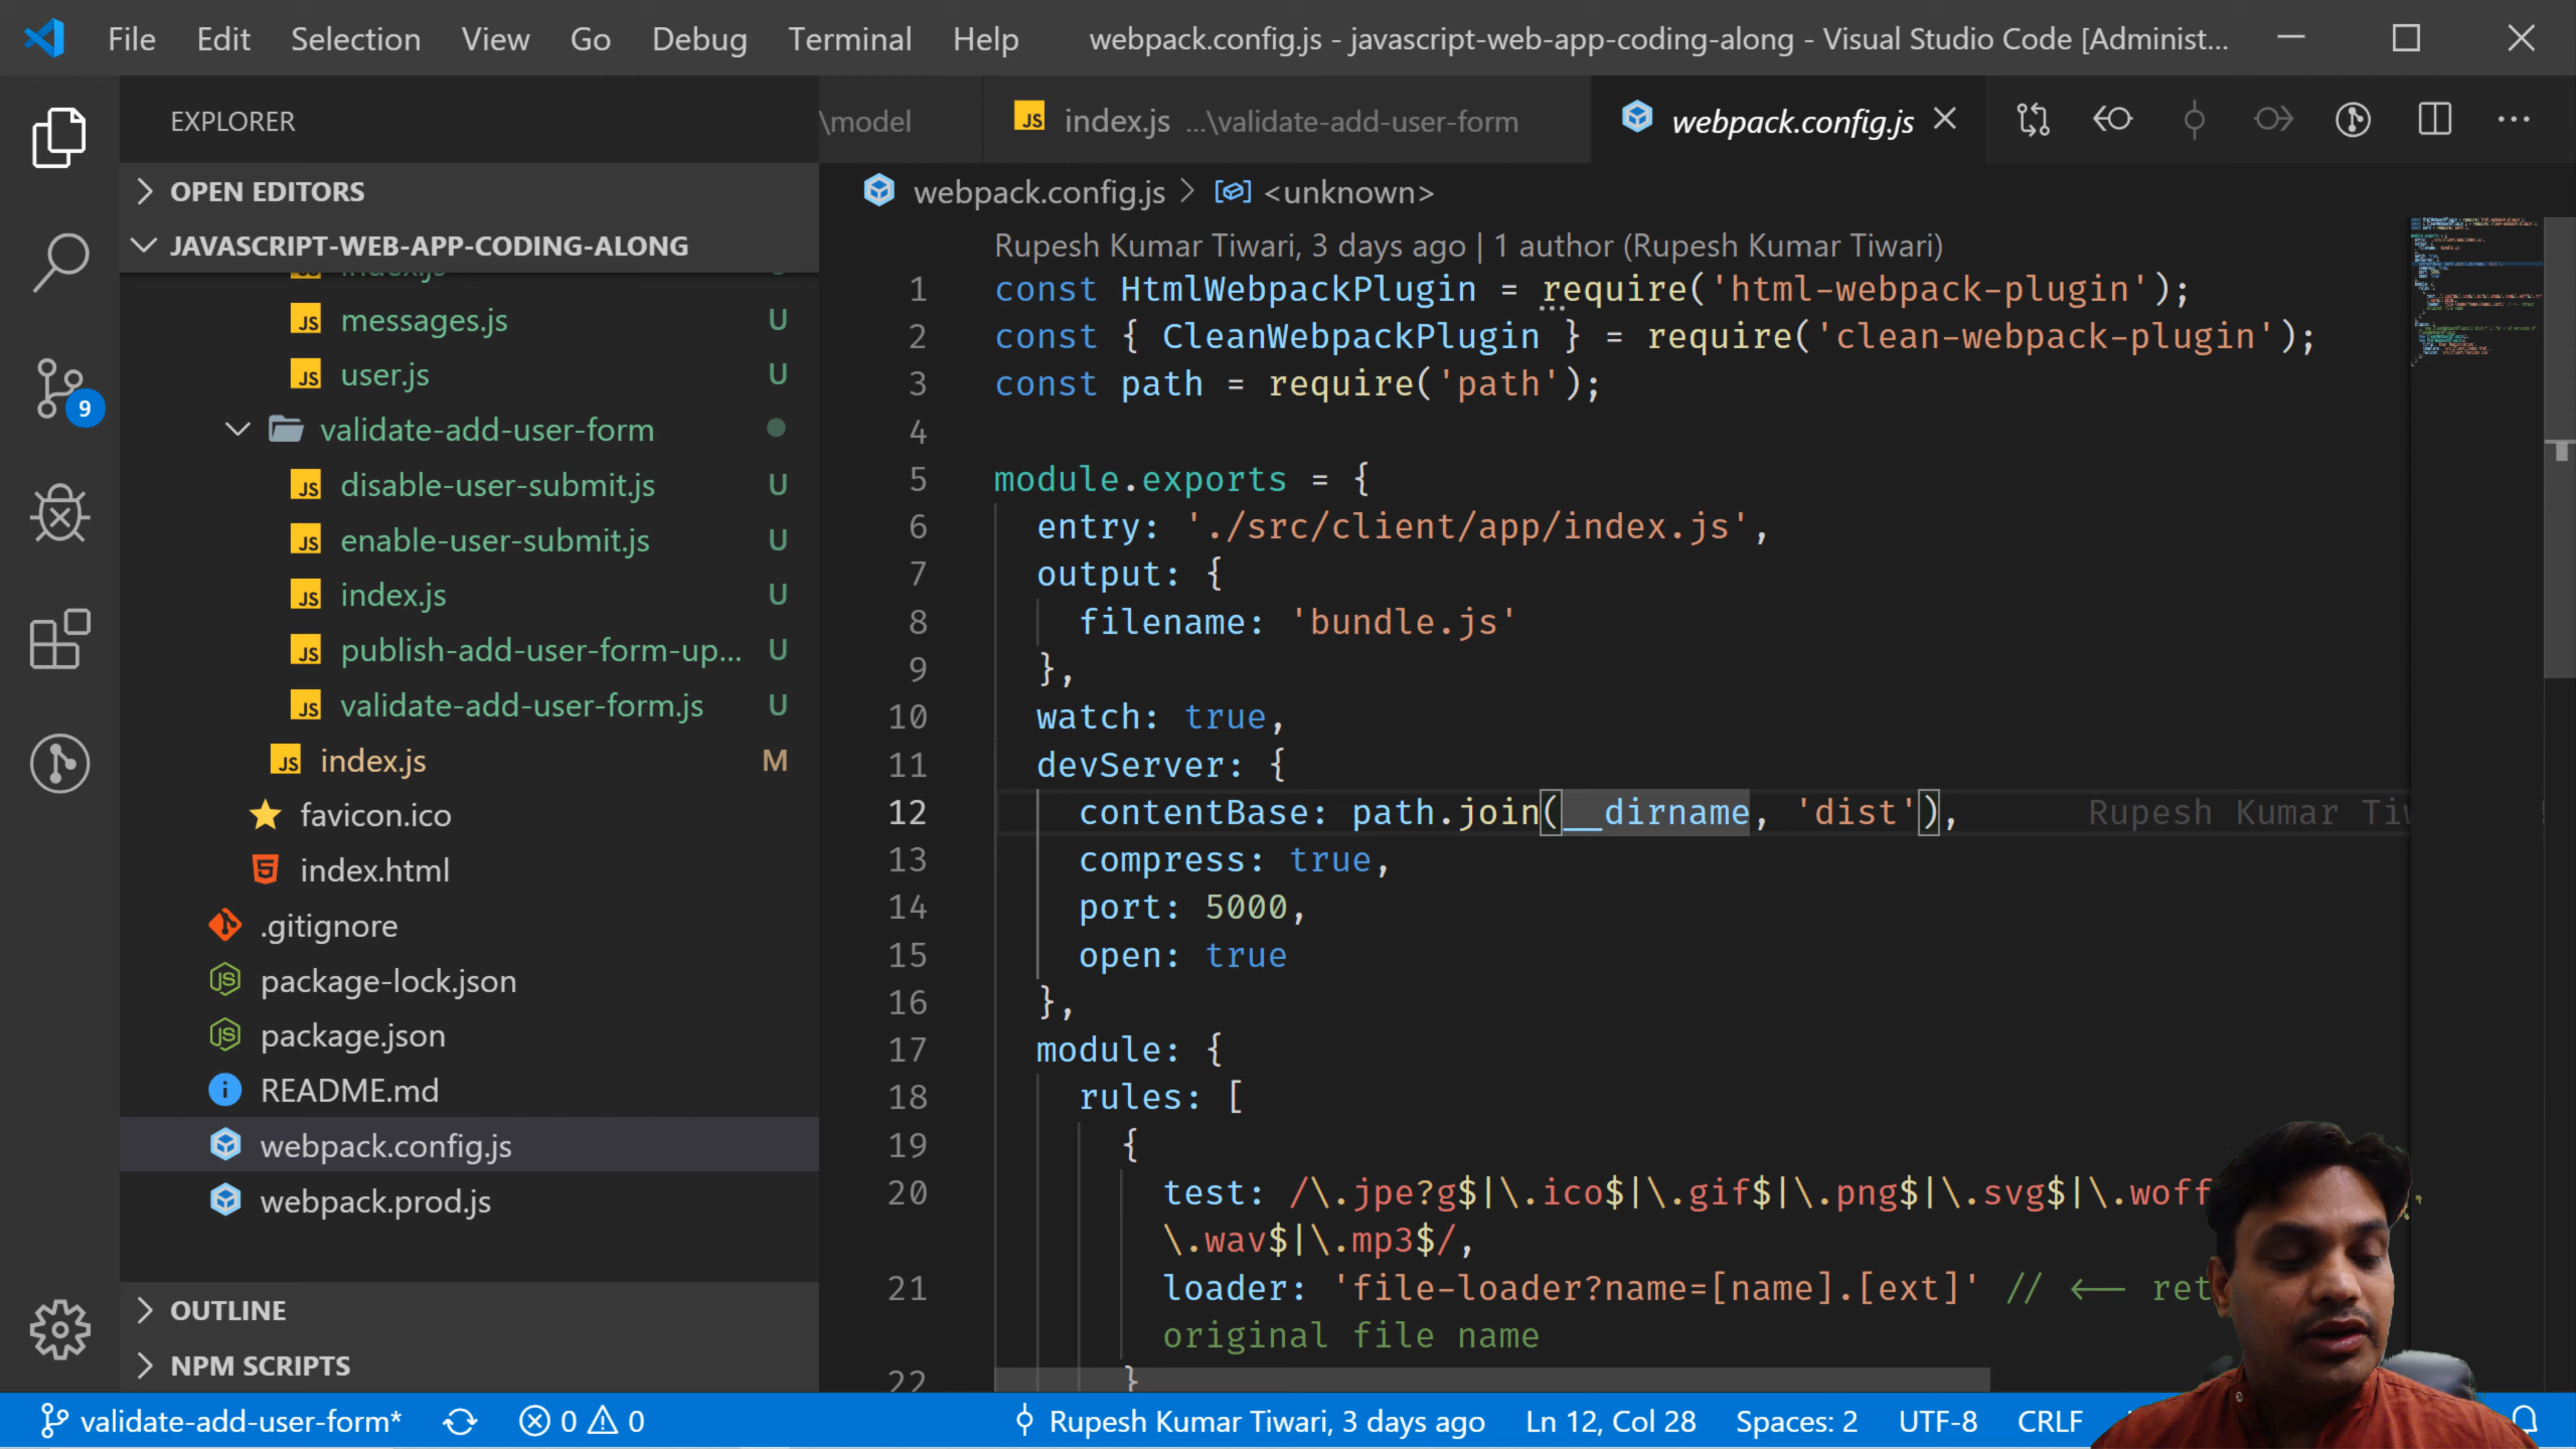 File Edit Selection View Go Debug Terminal Help webpack.config.js - javascript-web-app-coding-along - Visual Studio Code [Administ...
EXPLORER
OPEN EDITORS
JAVASCRIPT-WEB-APP-CODING-ALONG
index.js
messages.js U
user.js U
validate-add-user-form
disable-user-submit.js U
enable-user-submit.js U
index.js U
publish-add-user-form-up... U
validate-add-user-form.js U
index.js M
favicon.ico
index.html
.gitignore
package-lock.json
package.json
README.md
webpack.config.js
webpack.prod.js
OUTLINE
NPM SCRIPTS
9
\model index.js ...\validate-add-user-form webpack.config.js
webpack.config.js > <unknown>
Rupesh Kumar Tiwari, 3 days ago | 1 author (Rupesh Kumar Tiwari)
1 const HtmlWebpackPlugin = require('html-webpack-plugin');
2 const { CleanWebpackPlugin } = require('clean-webpack-plugin');
3 const path = require('path');
4
5 module.exports = {
6 entry: './src/client/app/index.js',
7 output: {
8 filename: 'bundle.js'
9 },
10 watch: true,
11 devServer: {
12 contentBase: path.join(__dirname, 'dist'), Rupesh Kumar Tiw
13 compress: true,
14 port: 5000,
15 open: true
16 },
17 module: {
18 rules: [
19 {
20 test: /\.jpe?g$|\.ico$|\.gif$|\.png$|\.svg$|\.woff
\.wav$|\.mp3$/,
21 loader: 'file-loader?name=[name].[ext]' // <-- ret
original file name
22 }
validate-add-user-form* 0 0 Rupesh Kumar Tiwari, 3 days ago Ln 12, Col 28 Spaces: 2 UTF-8 CRLF